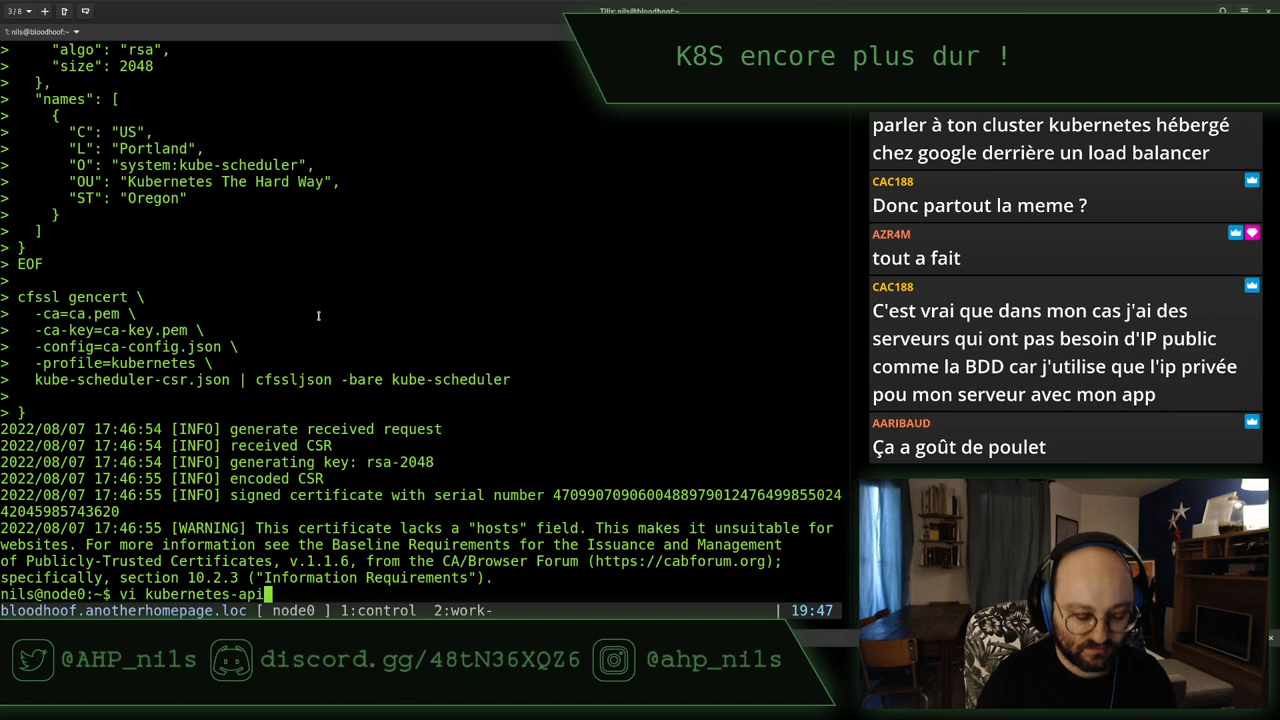 3 / 8
Tilix: nils@bloodhoof:~
1: nils@bloodhoof:~
K8S encore plus dur !
>      "algo": "rsa",
>      "size": 2048
>    },
>    "names": [
>      {
>        "C": "US",
>        "L": "Portland",
>        "O": "system:kube-scheduler",
>        "OU": "Kubernetes The Hard Way",
>        "ST": "Oregon"
>      }
>    ]
> }
> EOF
>
> cfssl gencert \
>    -ca=ca.pem \
>    -ca-key=ca-key.pem \
>    -config=ca-config.json \
>    -profile=kubernetes \
>    kube-scheduler-csr.json | cfssljson -bare kube-scheduler
>
> }
2022/08/07 17:46:54 [INFO] generate received request
2022/08/07 17:46:54 [INFO] received CSR
2022/08/07 17:46:54 [INFO] generating key: rsa-2048
2022/08/07 17:46:55 [INFO] encoded CSR
2022/08/07 17:46:55 [INFO] signed certificate with serial number 470990709060048897901247649985502​4
42045985743620
2022/08/07 17:46:55 [WARNING] This certificate lacks a "hosts" field. This makes it unsuitable for
websites. For more information see the Baseline Requirements for the Issuance and Management
of Publicly-Trusted Certificates, v.1.1.6, from the CA/Browser Forum (https://cabforum.org);
specifically, section 10.2.3 ("Information Requirements").
nils@node0:~$ vi kubernetes-api
bloodhoof.anotherhomepage.loc [ node0 ] 1:control  2:work-
| 19:47
parler à ton cluster kubernetes hébergé
chez google derrière un load balancer
CAC188
Donc partout la meme ?
AZR4M
tout a fait
CAC188
C'est vrai que dans mon cas j'ai des
serveurs qui ont pas besoin d'IP public
comme la BDD car j'utilise que l'ip privée
pou mon serveur avec mon app
AARIBAUD
Ça a goût de poulet
@AHP_nils
discord.gg/48tN36XQZ6
@ahp_nils